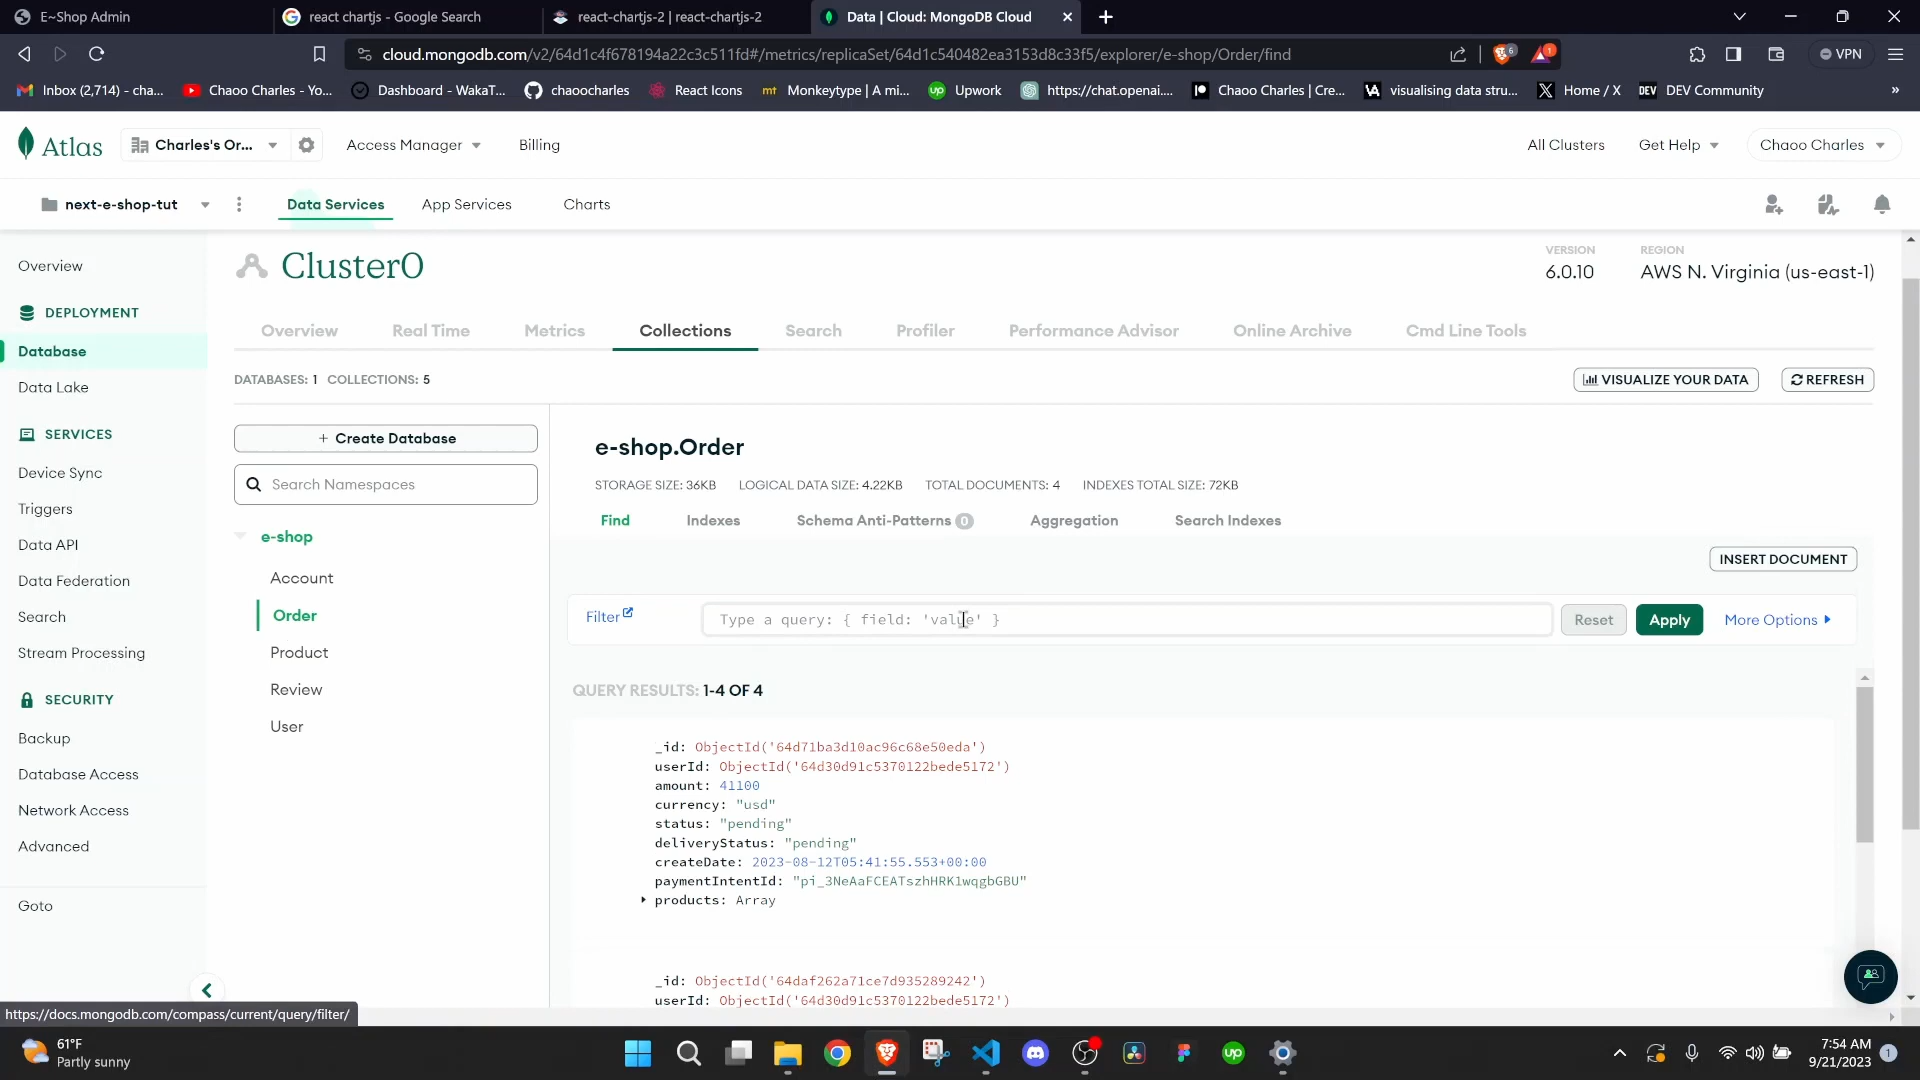 E~Shop Admin
react chartjs - Google Search
react-chartjs-2 | react-chartjs-2
Data | Cloud: MongoDB Cloud
cloud.mongodb.com/v2/64d1c4f678194a22c3c511fd#/metrics/replicaSet/64d1c540482ea3153d8c33f5/explorer/e-shop/Order/find
6
1
VPN
Inbox (2,714) - cha...
Chaoo Charles - Yo...
Dashboard - WakaT...
chaoocharles
React Icons
mt Monkeytype | A mi...
up Upwork
https://chat.openai....
Chaoo Charles | Cre...
VA visualising data stru...
X Home / X
DEV DEV Community
»
Atlas
Charles's Or...
Access Manager
Billing
All Clusters
Get Help
Chaoo Charles
next-e-shop-tut
Data Services
App Services
Charts
Overview
DEPLOYMENT
Database
Data Lake
SERVICES
Device Sync
Triggers
Data API
Data Federation
Search
Stream Processing
SECURITY
Backup
Database Access
Network Access
Advanced
Goto
Cluster0
VERSION
6.0.10
REGION
AWS N. Virginia (us-east-1)
Overview
Real Time
Metrics
Collections
Search
Profiler
Performance Advisor
Online Archive
Cmd Line Tools
DATABASES: 1 COLLECTIONS: 5
VISUALIZE YOUR DATA
REFRESH
+ Create Database
Search Namespaces
e-shop
Account
Order
Product
Review
User
e-shop.Order
STORAGE SIZE: 36KB LOGICAL DATA SIZE: 4.22KB TOTAL DOCUMENTS: 4 INDEXES TOTAL SIZE: 72KB
Find
Indexes
Schema Anti-Patterns 0
Aggregation
Search Indexes
INSERT DOCUMENT
Filter
Type a query: { field: 'value' }
Reset
Apply
More Options
QUERY RESULTS: 1-4 OF 4
_id: ObjectId('64d71ba3d10ac96c68e50eda')
userId: ObjectId('64d30d91c5370122bede5172')
amount: 41100
currency: "usd"
status: "pending"
deliveryStatus: "pending"
createDate: 2023-08-12T05:41:55.553+00:00
paymentIntentId: "pi_3NeAaFCEATszhHRK1wqgbGBU"
products: Array
_id: ObjectId('64daf262a71ce7d935289242')
userId: ObjectId('64d30d91c5370122bede5172')
https://docs.mongodb.com/compass/current/query/filter/
61°F
Partly sunny
up
7:54 AM
9/21/2023
1